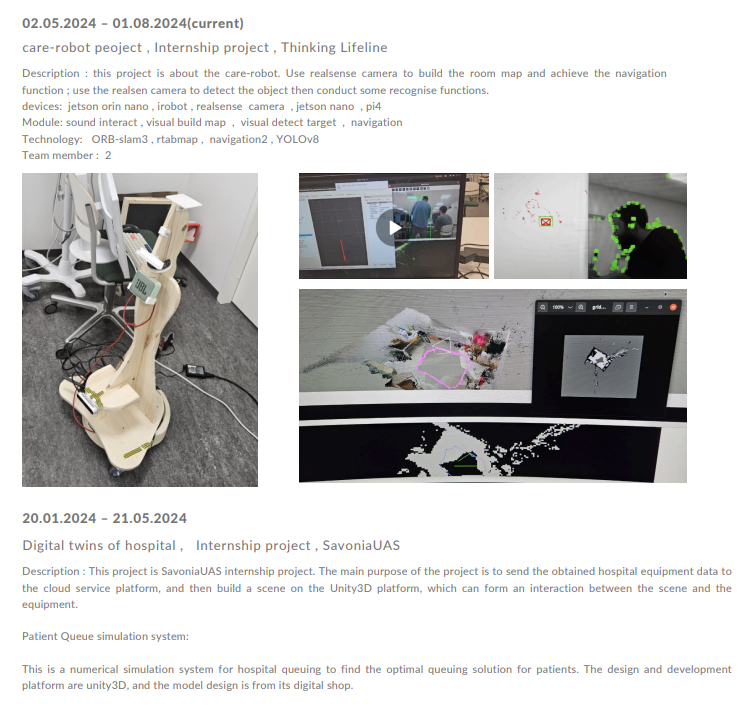 02.05.2024 – 01.08.2024(current)
care-robot peoject , Internship project , Thinking Lifeline
Description : this project is about the care-robot. Use realsense camera to build the room map and achieve the navigation
function ; use the realsen camera to detect the object then conduct some recognise functions.
devices: jetson orin nano , irobot , realsense camera , jetson nano , pi4
Module: sound interact , visual build map , visual detect target , navigation
Technology: ORB-slam3 , rtabmap , navigation2 , YOLOv8
Team member : 2
JBL
100%
grid...
20.01.2024 – 21.05.2024
Digital twins of hospital , Internship project , SavoniaUAS
Description : This project is SavoniaUAS internship project. The main purpose of the project is to send the obtained hospital equipment data to
the cloud service platform, and then build a scene on the Unity3D platform, which can form an interaction between the scene and the
equipment.
Patient Queue simulation system:
This is a numerical simulation system for hospital queuing to find the optimal queuing solution for patients. The design and development
platform are unity3D, and the model design is from its digital shop.